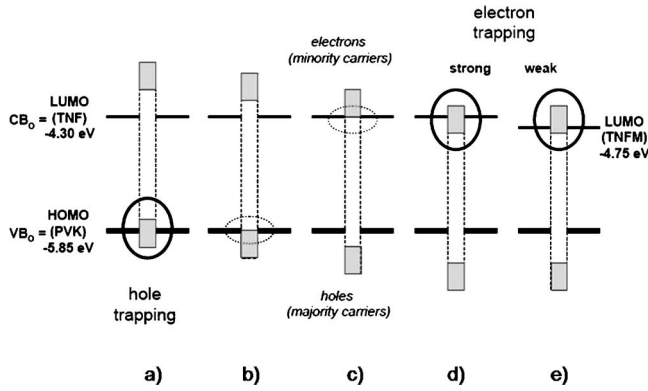 electron
trapping
electrons
(minority carriers)
strong weak
LUMO
CB₀ = (TNF)
-4.30 eV
LUMO
(TNFM)
-4.75 eV
HOMO
VB₀ = (PVK)
-5.85 eV
hole
trapping
holes
(majority carriers)
a) b) c) d) e)